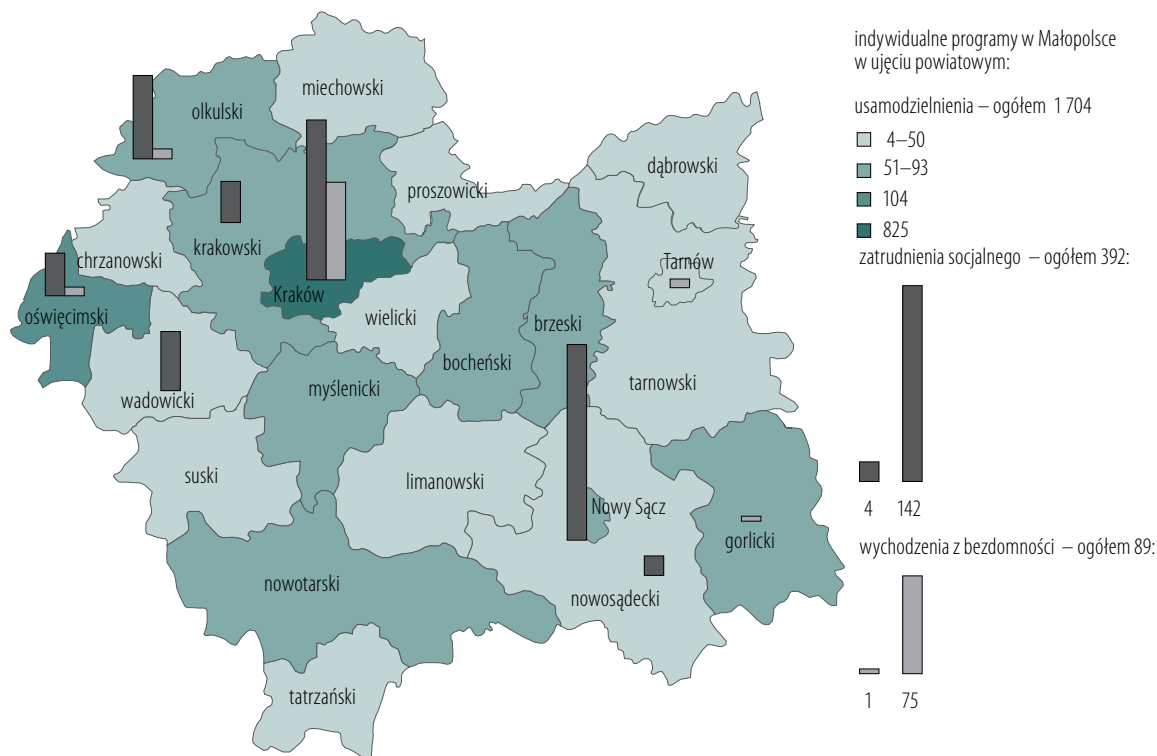 indywidualne programy w Małopolsce
w ujęciu powiatowym:
usamodzielnienia – ogółem 1 704
4–50
51–93
104
825
zatrudnienia socjalnego – ogółem 392:
4
142
wychodzenia z bezdomności – ogółem 89:
1
75
miechowski
olkulski
dąbrowski
proszowicki
krakowski
chrzanowski
Tarnów
Kraków
oświęcimski
wielicki
brzeski
bocheński
tarnowski
myślenicki
wadowicki
suski
limanowski
Nowy Sącz
gorlicki
nowotarski
nowosądecki
tatrzański